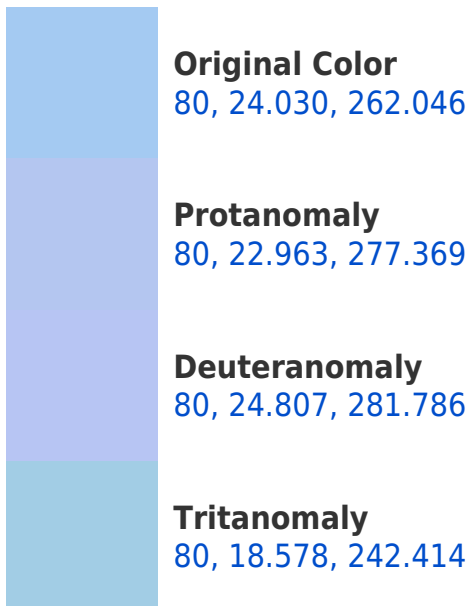 Original Color
80, 24.030, 262.046
Protanomaly
80, 22.963, 277.369
Deuteranomaly
80, 24.807, 281.786
Tritanomaly
80, 18.578, 242.414